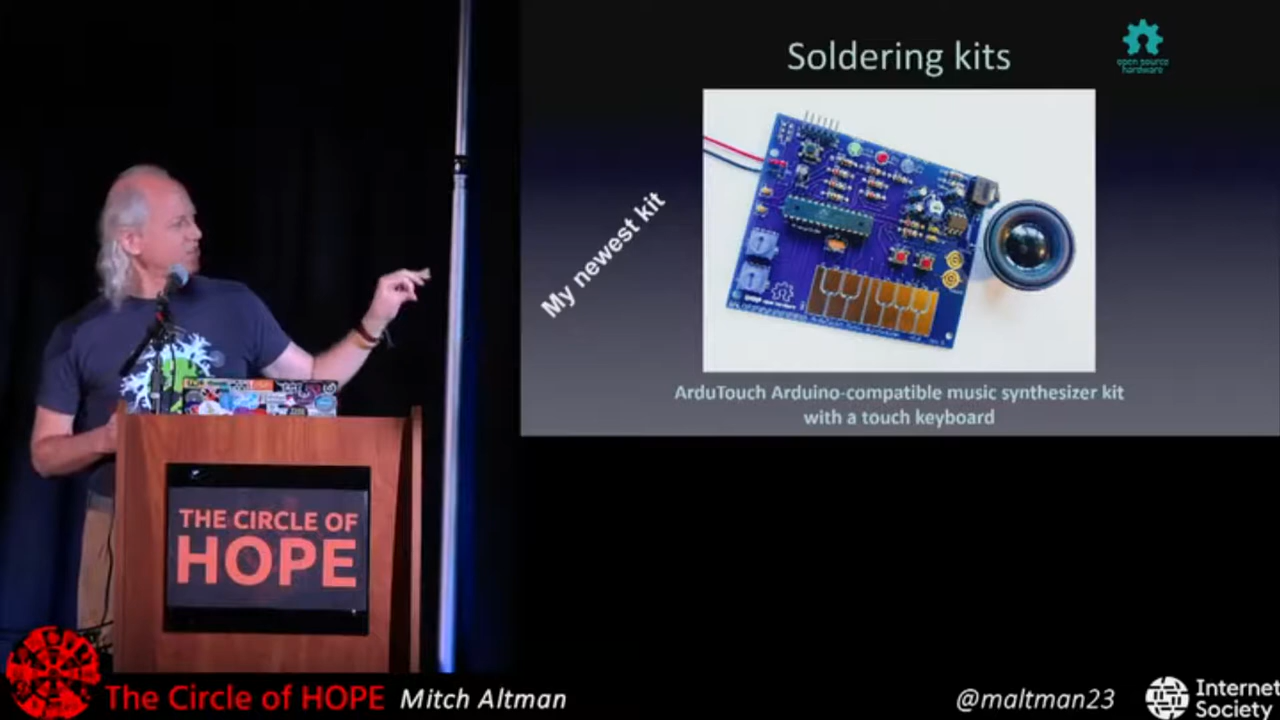 Soldering kits
open source
hardware
My newest kit
ArduTouch Arduino-compatible music synthesizer kit
with a touch keyboard
THE CIRCLE OF
HOPE
The Circle of HOPE
Mitch Altman
@maltman23
Internet
Society